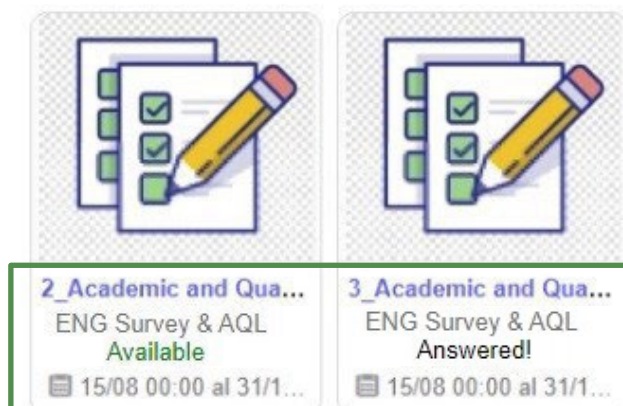 2_Academic and Qua...
ENG Survey & AQL
Available
15/08 00:00 al 31/1...
3_Academic and Qua...
ENG Survey & AQL
Answered!
15/08 00:00 al 31/1...